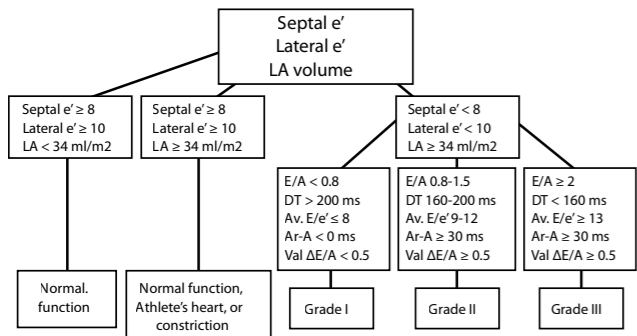 Septal e'
Lateral e'
LA volume
Septal e' ≥ 8
Lateral e' ≥ 10
LA < 34 ml/m2
Septal e' ≥ 8
Lateral e' ≥ 10
LA ≥ 34 ml/m2
Septal e' < 8
Lateral e' < 10
LA ≥ 34 ml/m2
E/A < 0.8
DT > 200 ms
Av. E/e' ≤ 8
Ar-A < 0 ms
Val ΔE/A < 0.5
E/A 0.8-1.5
DT 160-200 ms
Av. E/e' 9-12
Ar-A ≥ 30 ms
Val ΔE/A ≥ 0.5
E/A ≥ 2
DT < 160 ms
Av. E/e' ≥ 13
Ar-A ≥ 30 ms
Val ΔE/A ≥ 0.5
Normal.
function
Normal function,
Athlete's heart, or
constriction
Grade I
Grade II
Grade III